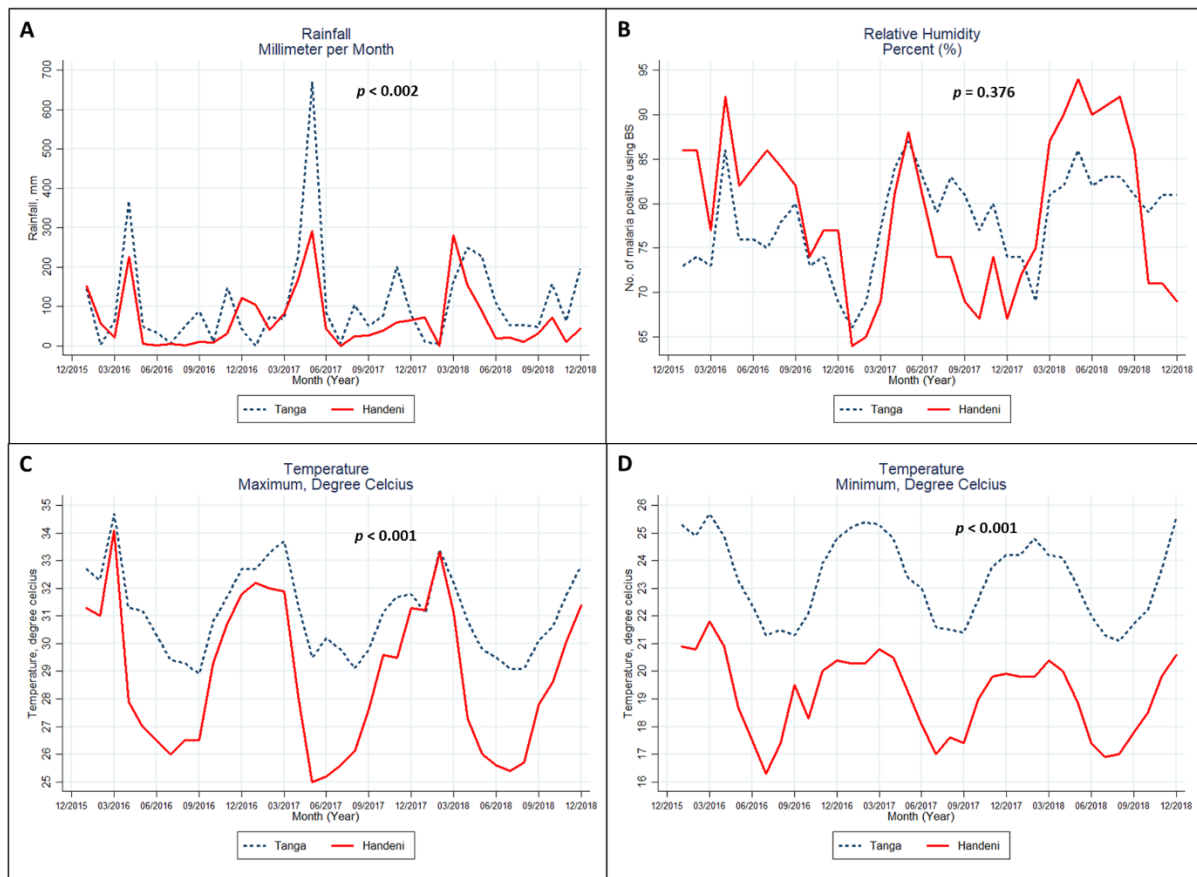 A
Rainfall
Millimeter per Month
p < 0.002
Rainfall, mm
700
600
500
400
300
200
100
0
12/2015 03/2016 06/2016 09/2016 12/2016 03/2017 06/2017 09/2017 12/2017 03/2018 06/2018 09/2018 12/2018
Month (Year)
Tanga Handeni
B
Relative Humidity
Percent (%)
p = 0.376
No. of malaria positive using BS
95
90
85
80
75
70
65
12/2015 03/2016 06/2016 09/2016 12/2016 03/2017 06/2017 09/2017 12/2017 03/2018 06/2018 09/2018 12/2018
Month (Year)
Tanga Handeni
C
Temperature
Maximum, Degree Celcius
p < 0.001
Temperature, degree celcius
35
34
33
32
31
30
29
28
27
26
25
12/2015 03/2016 06/2016 09/2016 12/2016 03/2017 06/2017 09/2017 12/2017 03/2018 06/2018 09/2018 12/2018
Month (Year)
Tanga Handeni
D
Temperature
Minimum, Degree Celcius
p < 0.001
Temperature, degree celcius
26
25
24
23
22
21
20
19
18
17
16
12/2015 03/2016 06/2016 09/2016 12/2016 03/2017 06/2017 09/2017 12/2017 03/2018 06/2018 09/2018 12/2018
Month (Year)
Tanga Handeni